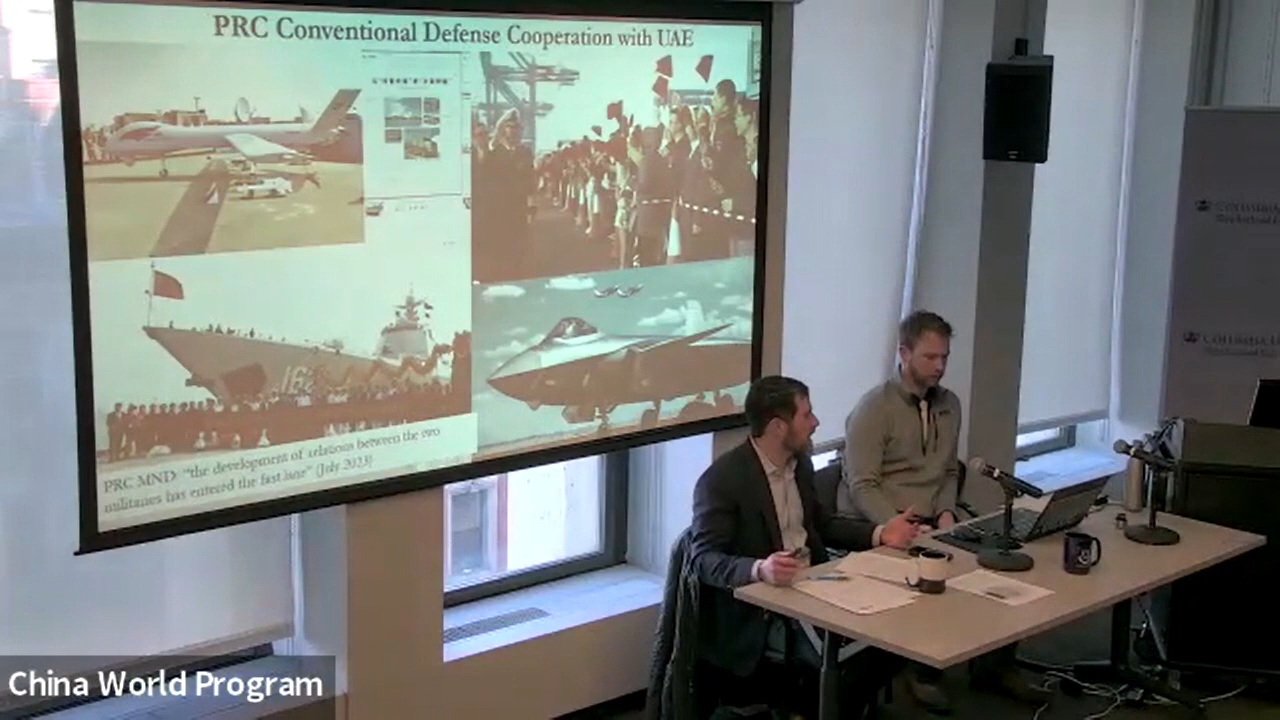 PRC Conventional Defense Cooperation with UAE
PRC MND: "the development of relations between the two
militaries has entered the fast lane" (July 2023)
China World Program